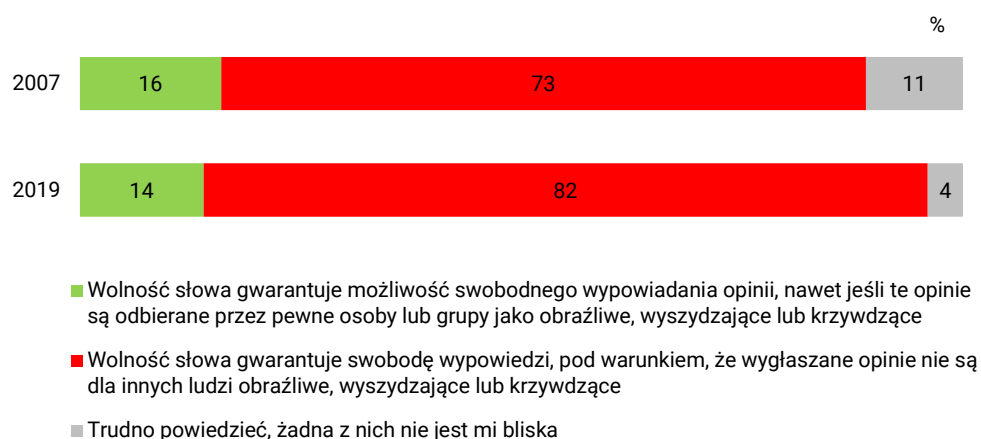 %
2007 16 73 11
2019 14 82 4
Wolność słowa gwarantuje możliwość swobodnego wypowiadania opinii, nawet jeśli te opinie
są odbierane przez pewne osoby lub grupy jako obraźliwe, wyszydzające lub krzywdzące
Wolność słowa gwarantuje swobodę wypowiedzi, pod warunkiem, że wygłaszane opinie nie są
dla innych ludzi obraźliwe, wyszydzające lub krzywdzące
Trudno powiedzieć, żadna z nich nie jest mi bliska